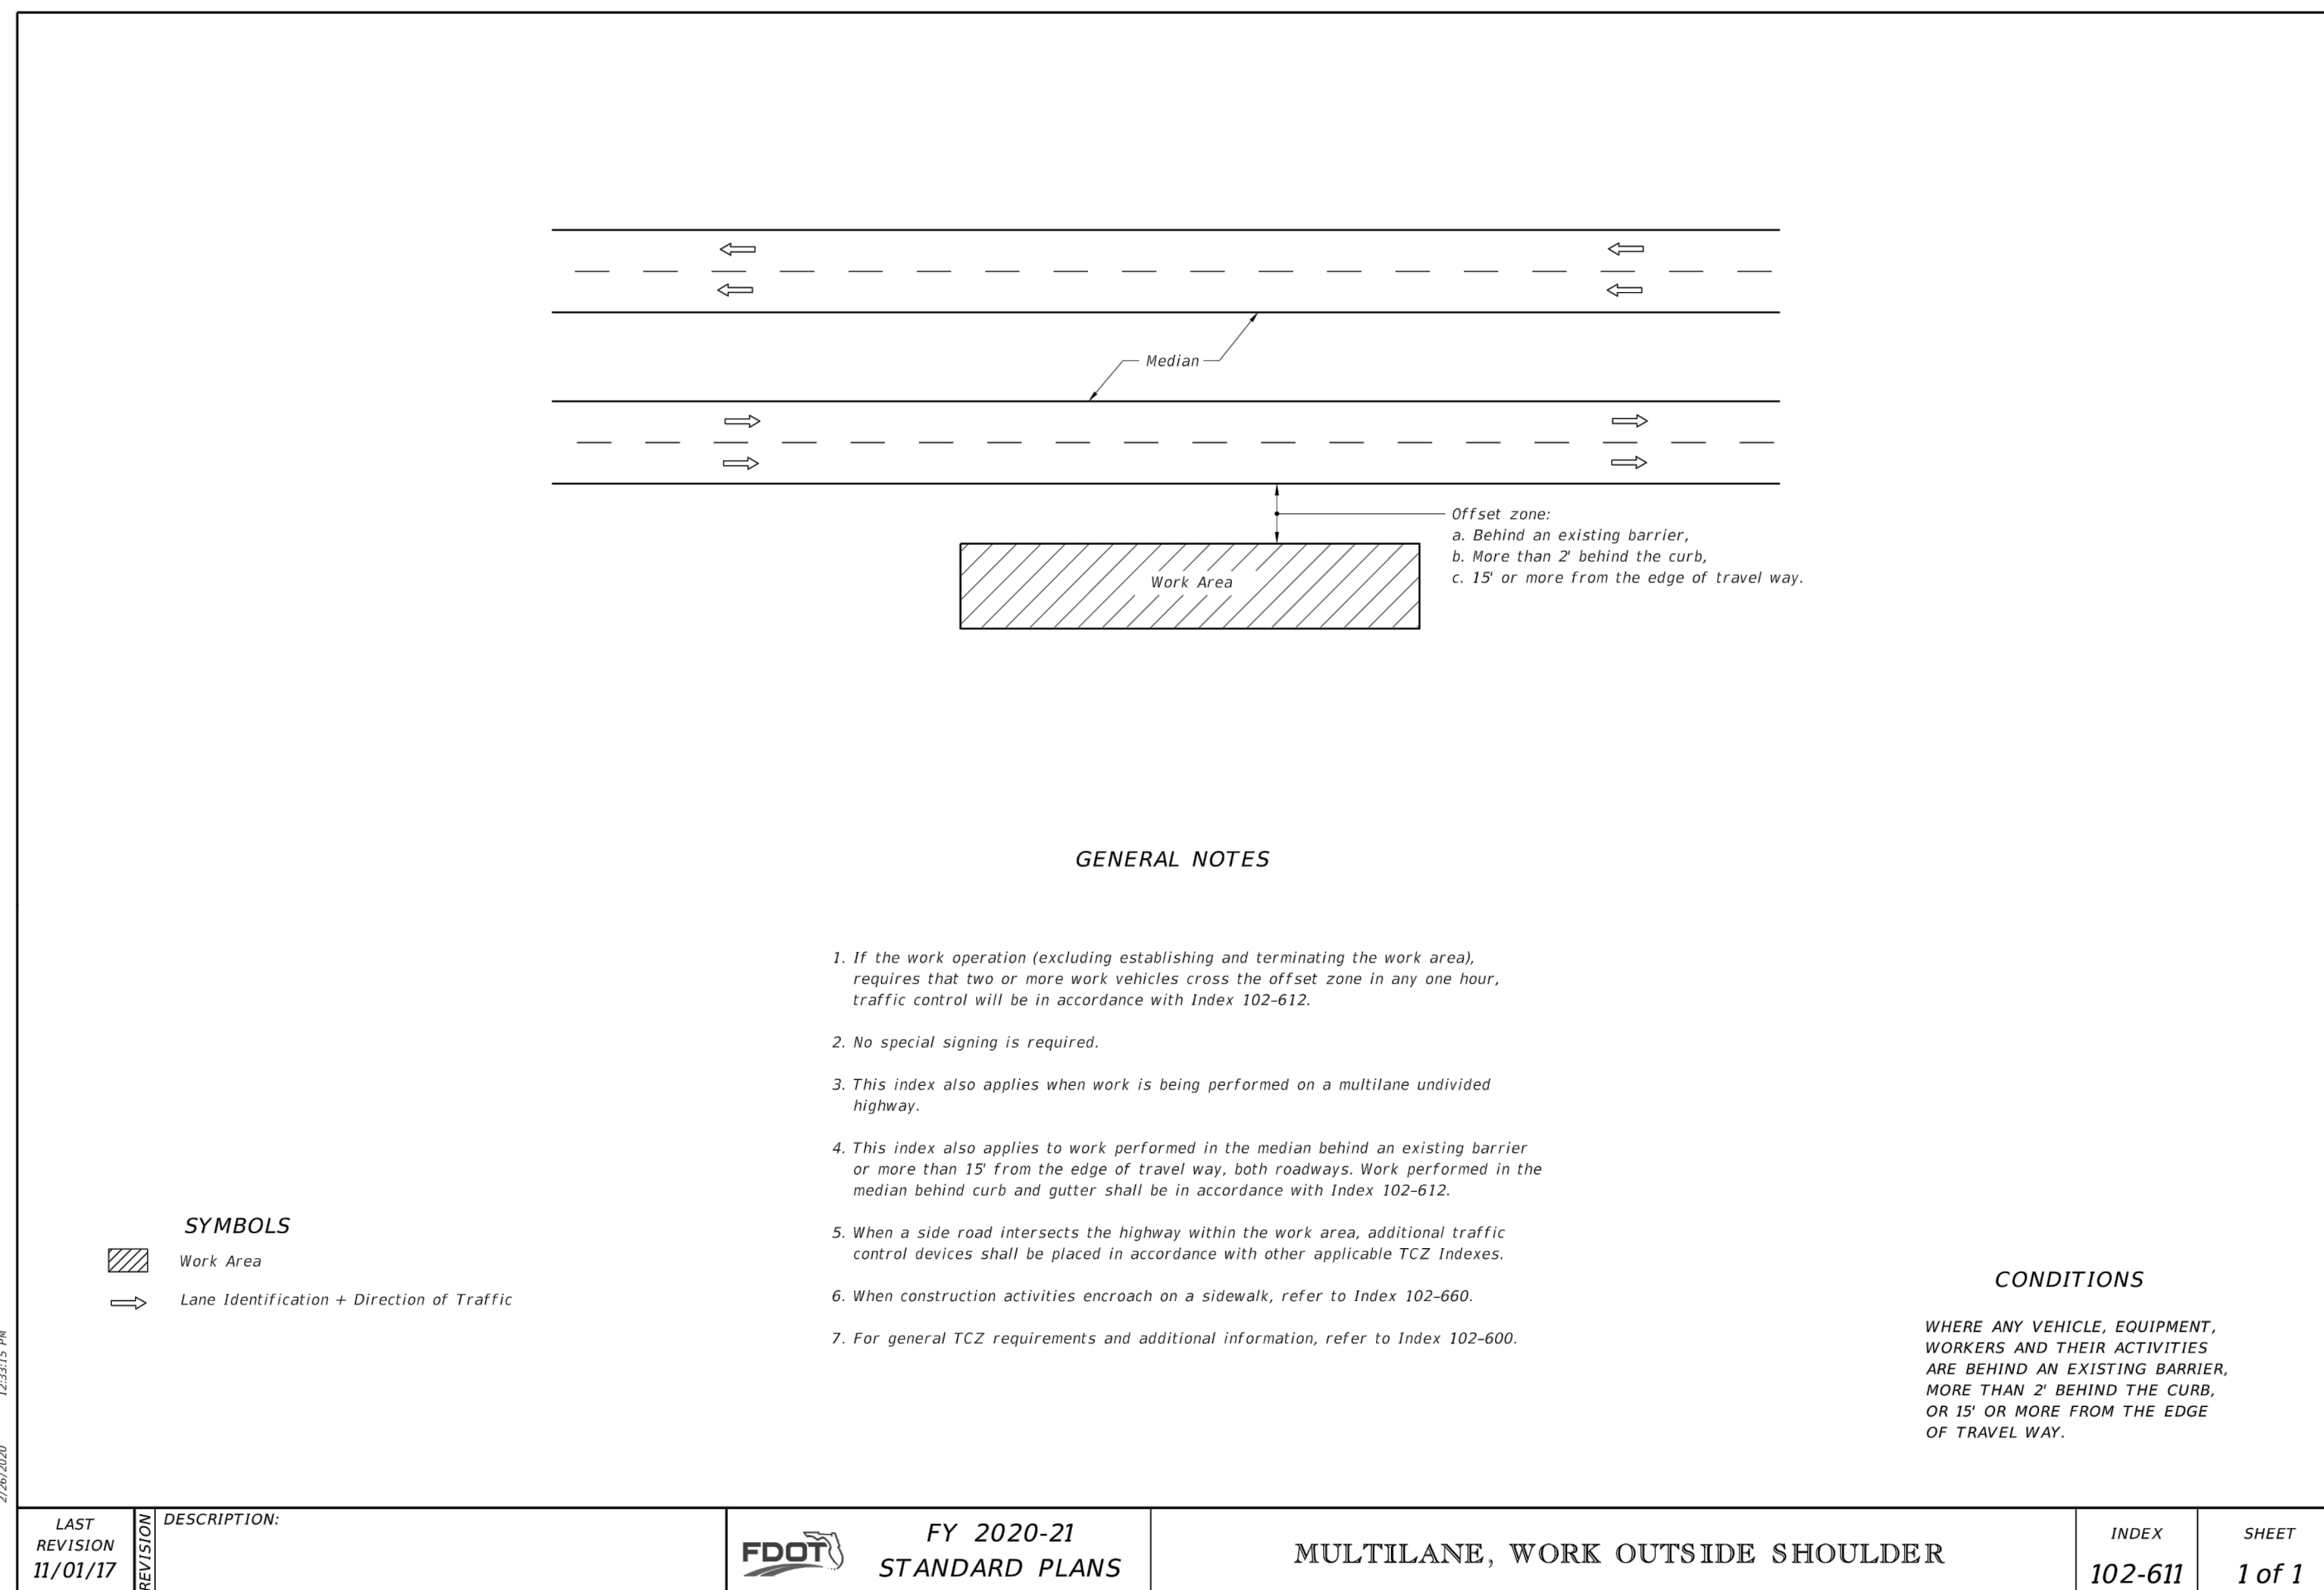 Median
Offset zone:
a. Behind an existing barrier,
b. More than 2' behind the curb,
c. 15' or more from the edge of travel way.
Work Area
GENERAL NOTES
1. If the work operation (excluding establishing and terminating the work area),
requires that two or more work vehicles cross the offset zone in any one hour,
traffic control will be in accordance with Index 102-612.
2. No special signing is required.
3. This index also applies when work is being performed on a multilane undivided
highway.
4. This index also applies to work performed in the median behind an existing barrier
or more than 15' from the edge of travel way, both roadways. Work performed in the
median behind curb and gutter shall be in accordance with Index 102-612.
5. When a side road intersects the highway within the work area, additional traffic
control devices shall be placed in accordance with other applicable TCZ Indexes.
6. When construction activities encroach on a sidewalk, refer to Index 102-660.
7. For general TCZ requirements and additional information, refer to Index 102-600.
SYMBOLS
Work Area
Lane Identification + Direction of Traffic
CONDITIONS
WHERE ANY VEHICLE, EQUIPMENT,
WORKERS AND THEIR ACTIVITIES
ARE BEHIND AN EXISTING BARRIER,
MORE THAN 2' BEHIND THE CURB,
OR 15' OR MORE FROM THE EDGE
OF TRAVEL WAY.
2/26/2020 12:33:15 PM
LAST
REVISION
11/01/17
REVISION
DESCRIPTION:
FDOT
FY 2020-21
STANDARD PLANS
MULTILANE, WORK OUTSIDE SHOULDER
INDEX
102-611
SHEET
1 of 1